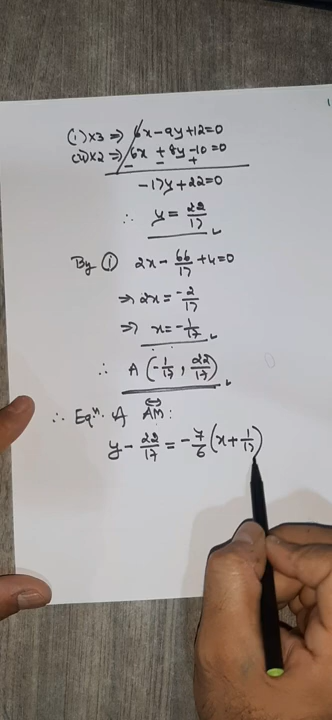 (i)×3 ⇒ 6x - 9y + 12 = 0
(ii)×2 ⇒ 6x + 8y - 10 = 0
- - +
-17y + 22 = 0
∴ y = 22/17
By ① 2x - 66/17 + 4 = 0
⇒ 2x = -2/17
⇒ x = -1/17
∴ A (-1/17, 22/17)
∴ Eqⁿ. of AM:
y - 22/17 = -7/6 (x + 1/17)